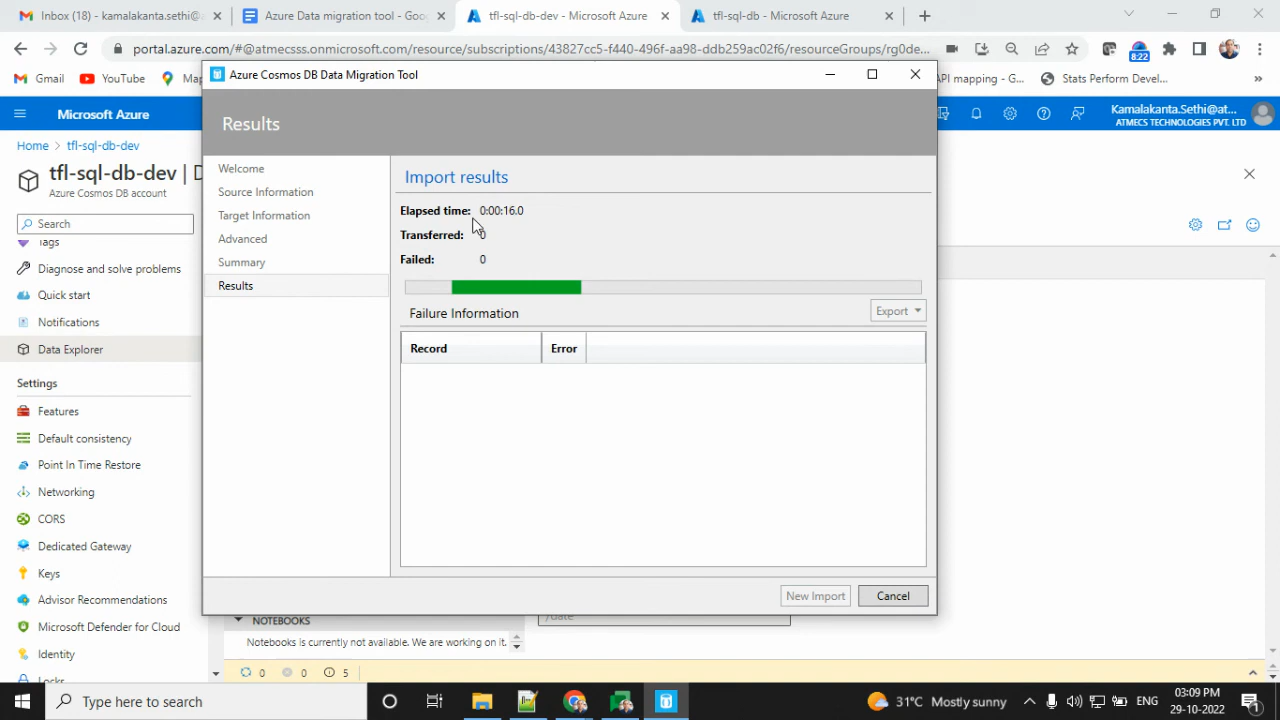 Inbox (18) - kamalakanta.sethi@a
Azure Data migration tool - Goo
tfl-sql-db-dev - Microsoft Azure
tfl-sql-db - Microsoft Azure
portal.azure.com/#@atmecsss.onmicrosoft.com/resource/subscriptions/43827cc5-f440-496f-aa98-ddb259ac02f6/resourceGroups/rg0de...
8:22
Gmail
YouTube
Map
API mapping - G...
Stats Perform Devel...
Azure Cosmos DB Data Migration Tool
Microsoft Azure
Kamalakanta.Sethi@at...
ATMECS TECHNOLOGIES PVT. LTD
Results
Home > tfl-sql-db-dev
tfl-sql-db-dev | D
Azure Cosmos DB account
Search
Tags
Diagnose and solve problems
Quick start
Notifications
Data Explorer
Settings
Features
Default consistency
Point In Time Restore
Networking
CORS
Dedicated Gateway
Keys
Advisor Recommendations
Microsoft Defender for Cloud
Identity
Locks
Welcome
Source Information
Target Information
Advanced
Summary
Results
Import results
Elapsed time: 0:00:16.0
Transferred: 0
Failed: 0
Failure Information
Export
Record
Error
New Import
Cancel
NOTEBOOKS
/date
Notebooks is currently not available. We are working on it.
0
0
5
Type here to search
31°C Mostly sunny
ENG
03:09 PM
29-10-2022
1